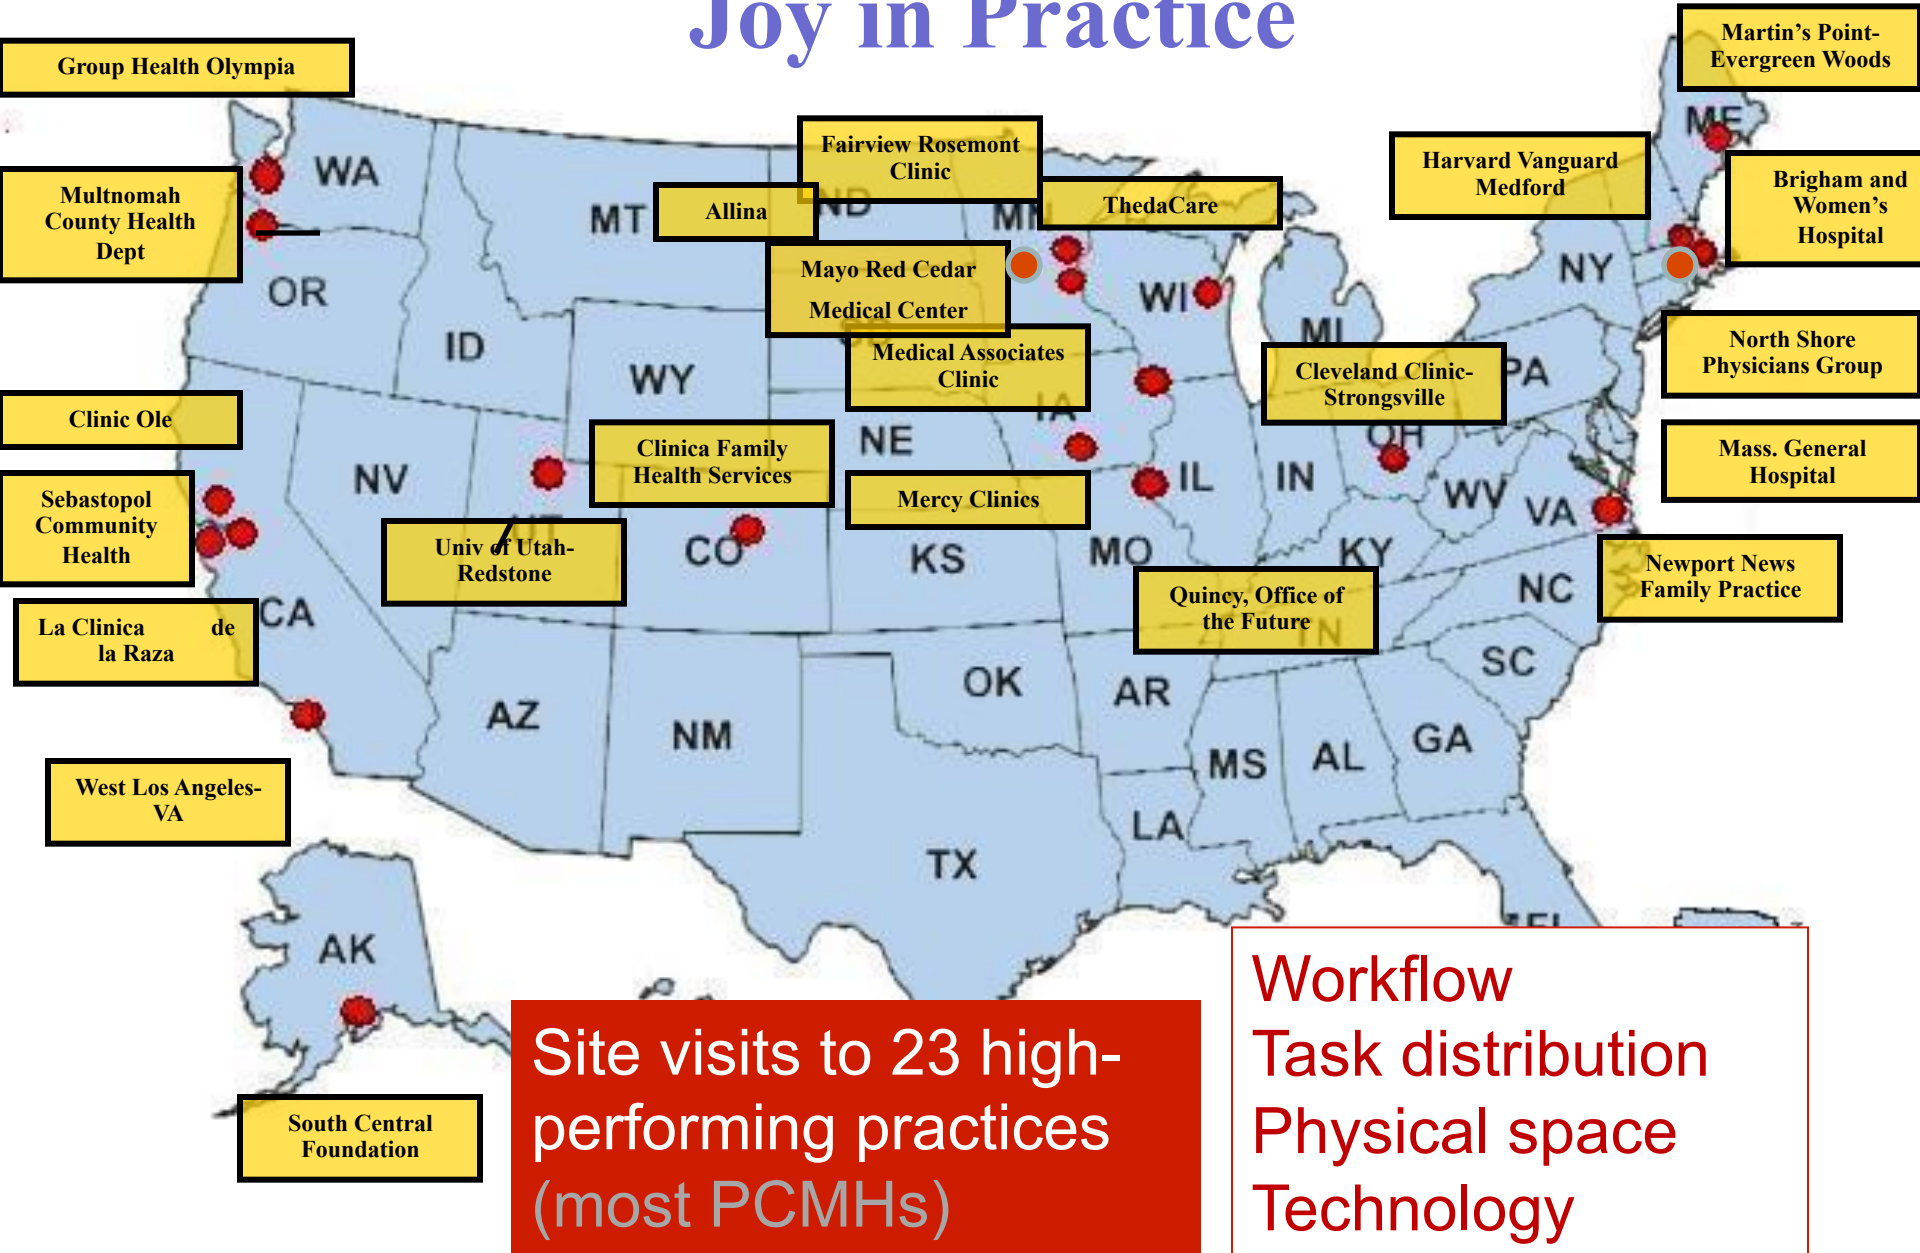 Joy in Practice
Group Health Olympia
Martin's Point-
Evergreen Woods
Fairview Rosemont
Clinic
Harvard Vanguard
Medford
Brigham and
Women's
Hospital
Multnomah
County Health
Dept
Allina
ThedaCare
Mayo Red Cedar
Medical Center
Medical Associates
Clinic
North Shore
Physicians Group
Cleveland Clinic-
Strongsville
Clinic Ole
Clinica Family
Health Services
Mass. General
Hospital
Sebastopol
Community
Health
Mercy Clinics
Univ of Utah-
Redstone
Newport News
Family Practice
Quincy, Office of
the Future
La Clinica de
la Raza
West Los Angeles-
VA
South Central
Foundation
WA
MT
ND
MN
ME
OR
ID
WY
SD
WI
MI
NY
PA
NV
UT
CO
NE
IA
IL
IN
OH
WV
VA
CA
KS
MO
KY
NC
TN
SC
AZ
NM
OK
AR
MS
AL
GA
LA
TX
FL
AK
Site visits to 23 high-
performing practices
(most PCMHs)
Workflow
Task distribution
Physical space
Technology